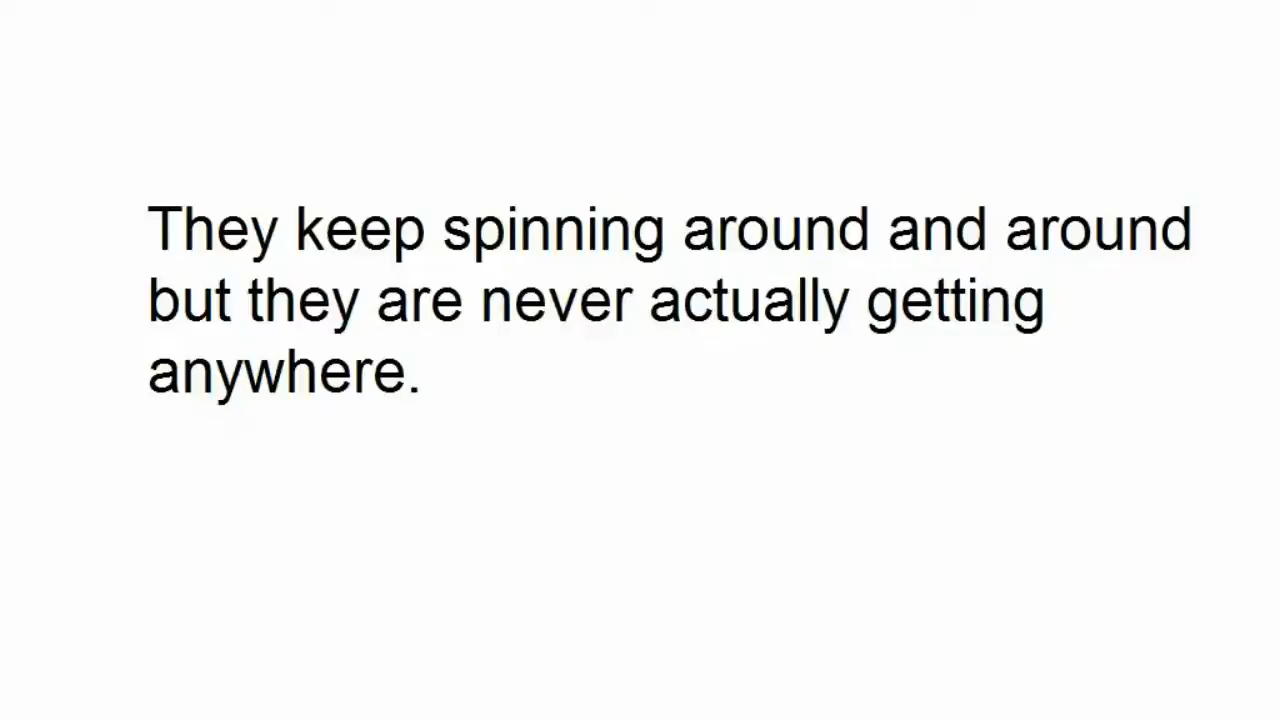 They keep spinning around and around
but they are never actually getting
anywhere.